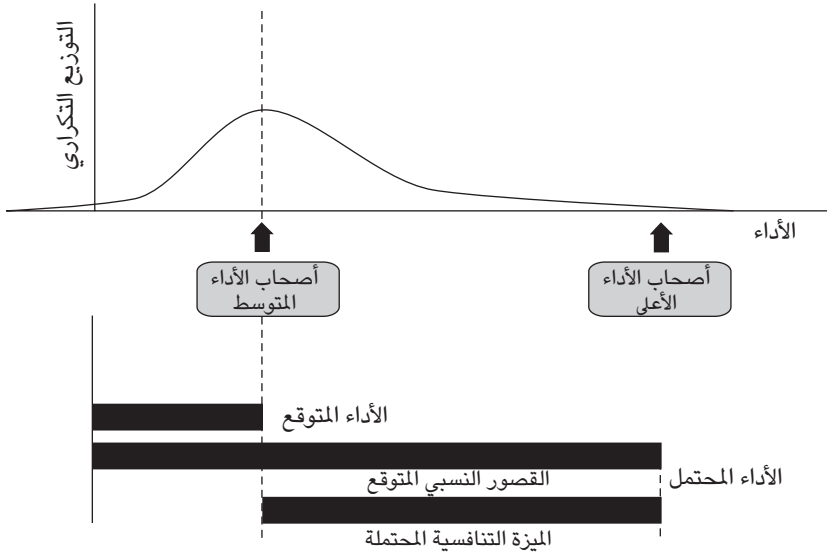 التوزيع التكراري
الأداء
أصحاب الأداء
المتوسط
أصحاب الأداء
الأعلى
الأداء المتوقع
الأداء المحتمل
القصور النسبي المتوقع
الميزة التنافسية المحتملة